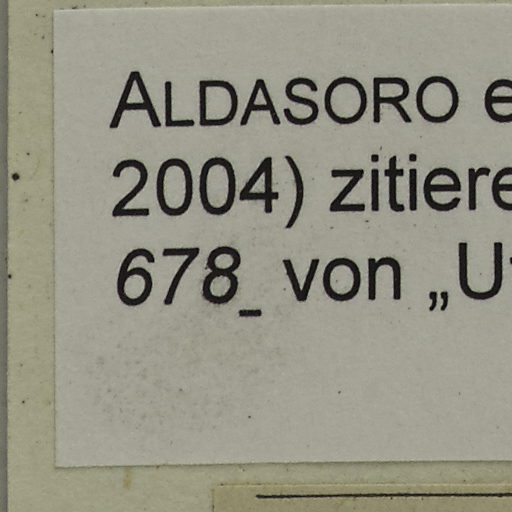 ALDASORO e
2004) zitiere
678_ von „U